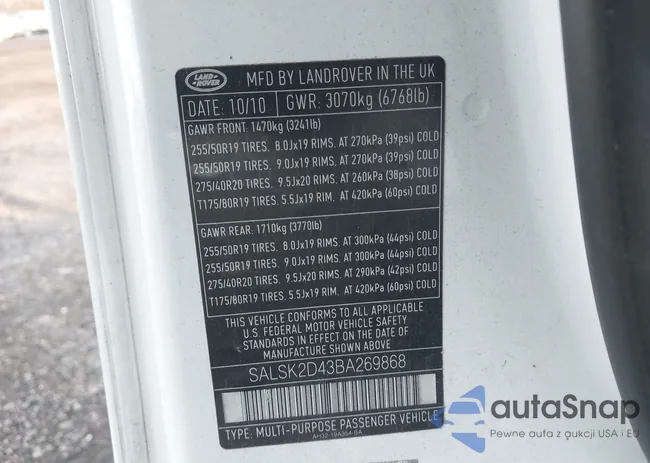 LAND ROVER
MFD BY LANDROVER IN THE UK
DATE: 10/10 GWR: 3070kg (6768lb)
GAWR FRONT: 1470kg (3241lb)
255/50R19 TIRES. 8.0Jx19 RIMS. AT 270kPa (39psi) COLD
255/50R19 TIRES. 9.0Jx19 RIMS. AT 270kPa (39psi) COLD
275/40R20 TIRES. 9.5Jx20 RIMS. AT 260kPa (38psi) COLD
T175/80R19 TIRES. 5.5Jx19 RIM. AT 420kPa (60psi) COLD
GAWR REAR: 1710kg (3770lb)
255/50R19 TIRES. 8.0Jx19 RIMS. AT 300kPa (44psi) COLD
255/50R19 TIRES. 9.0Jx19 RIMS. AT 300kPa (44psi) COLD
275/40R20 TIRES. 9.5Jx20 RIMS. AT 290kPa (42psi) COLD
T175/80R19 TIRES. 5.5Jx19 RIM. AT 420kPa (60psi) COLD
THIS VEHICLE CONFORMS TO ALL APPLICABLE
U.S. FEDERAL MOTOR VEHICLE SAFETY
STANDARDS IN EFFECT ON THE DATE OF
MANUFACTURE SHOWN ABOVE
SALSK2D43BA269868
TYPE: MULTI-PURPOSE PASSENGER VEHICLE
AH32-19A364-BA
autoSnap
Pewne auta z aukcji US i EU